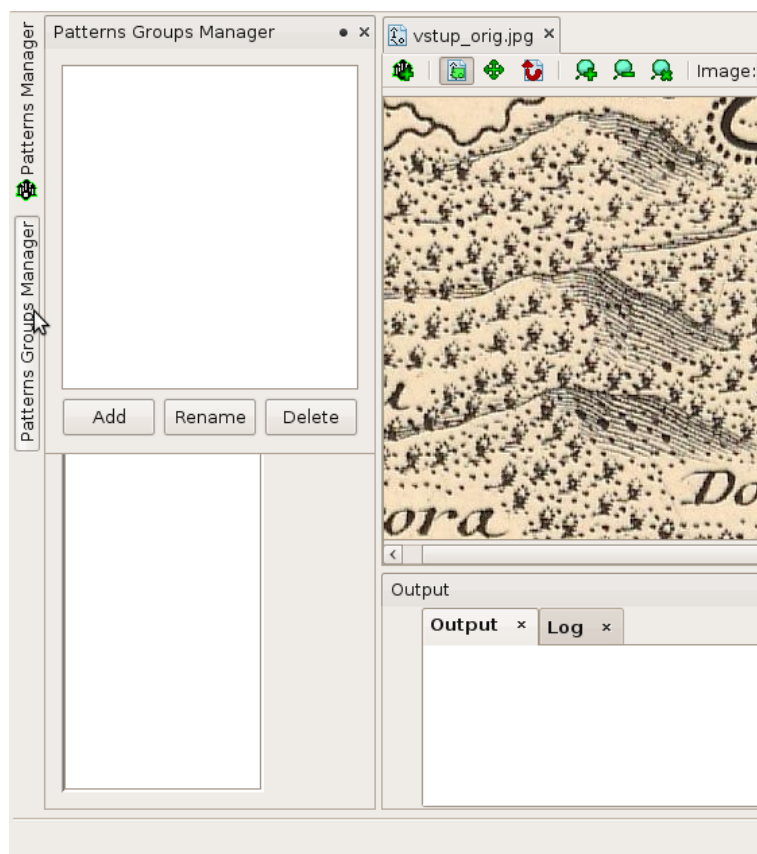 Patterns Manager
Patterns Groups Manager
Patterns Groups Manager
Add Rename Delete
vstup_orig.jpg
Image:
Do
ora
Output
Output
Log